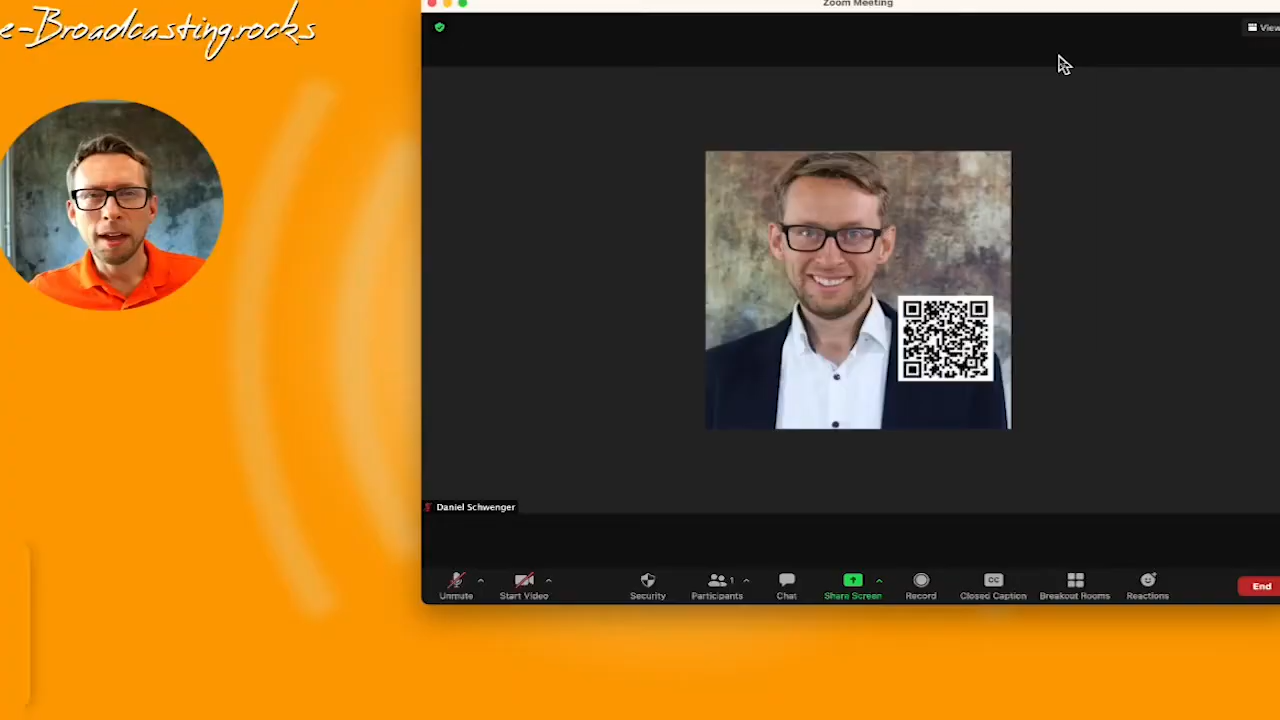 e-Broadcasting.rocks
Zoom Meeting
View
Daniel Schwenger
Unmute
Start Video
Security
Participants
1
Chat
Share Screen
Record
CC
Closed Caption
Breakout Rooms
Reactions
End